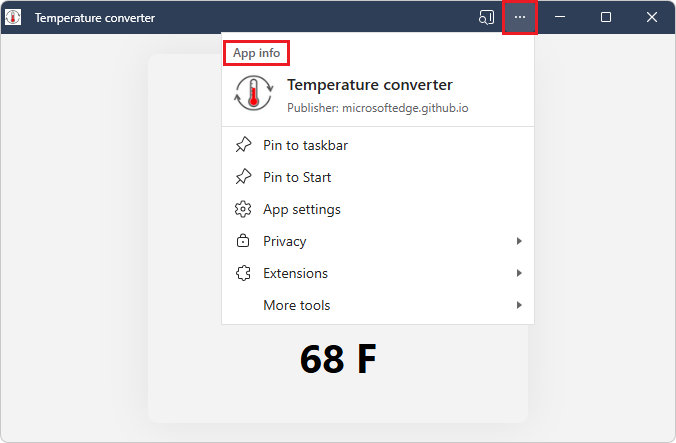 Temperature converter
App info
Temperature converter
Publisher: microsoftedge.github.io
Pin to taskbar
Pin to Start
App settings
Privacy
Extensions
More tools
68 F